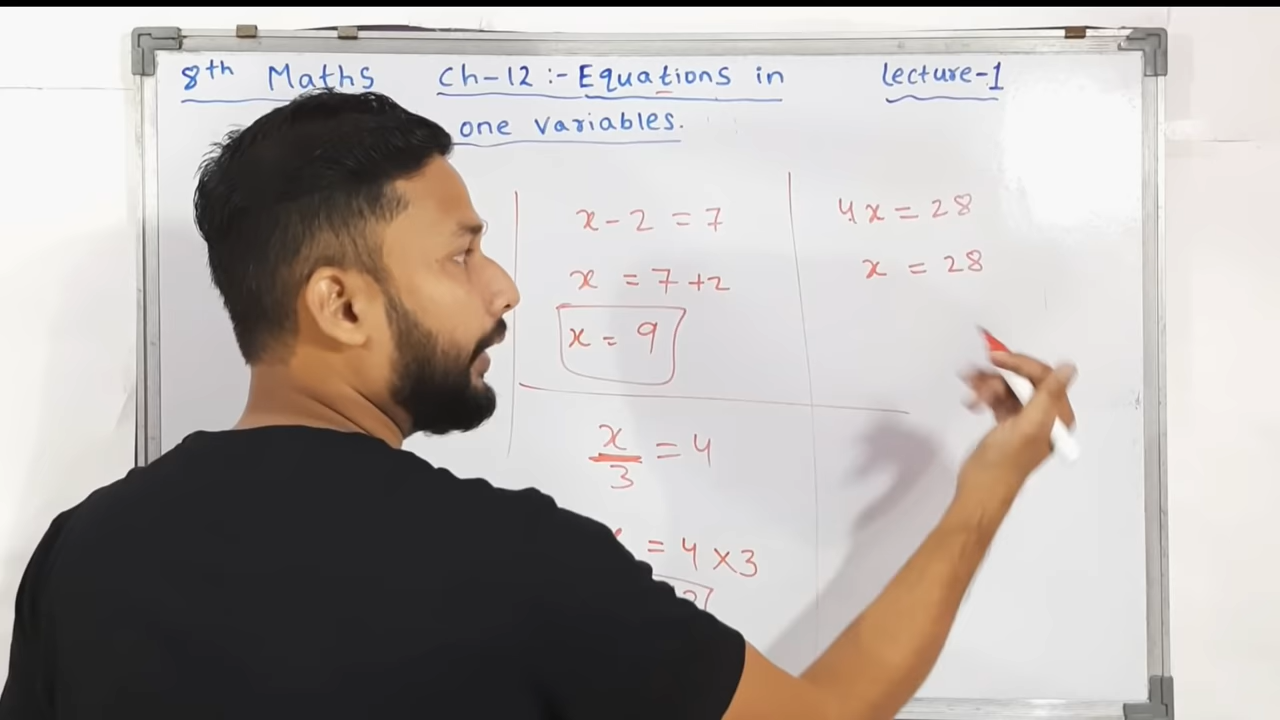 8th Maths Ch-12 :- Equations in
one variables.
Lecture-1
x - 2 = 7
x = 7 + 2
x = 9
x/3 = 4
= 4 × 3
4x = 28
x = 28